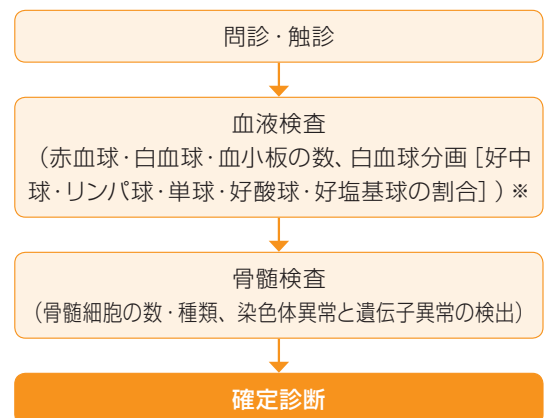 問診・触診
血液検査
（赤血球・白血球・血小板の数、白血球分画［好中
球・リンパ球・単球・好酸球・好塩基球の割合］）※
骨髄検査
（骨髄細胞の数・種類、染色体異常と遺伝子異常の検出）
確定診断